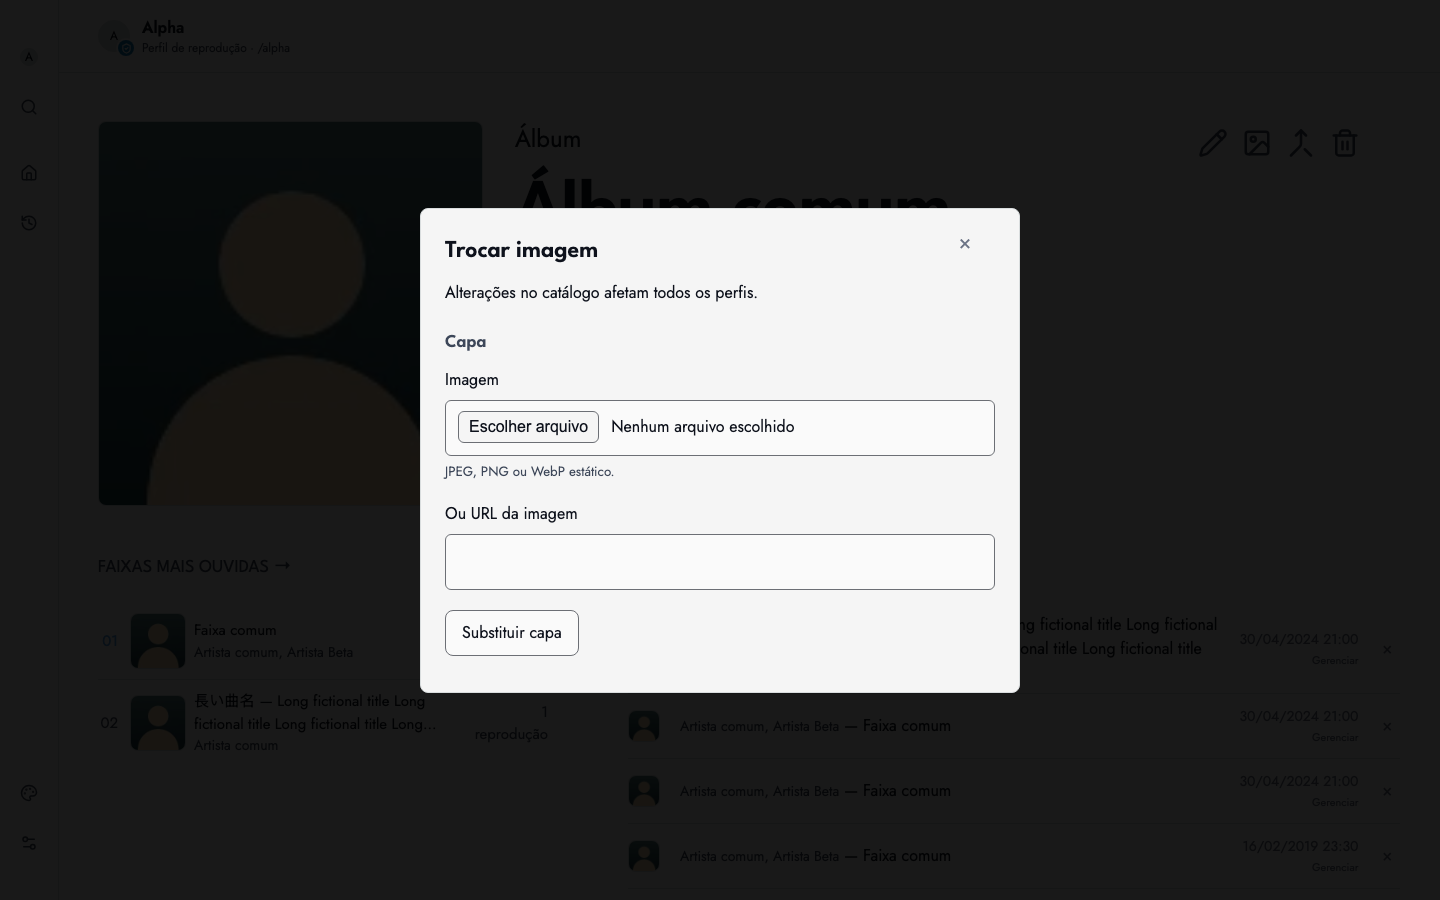 A
Alpha
Perfil de reprodução · /alpha
A
Álbum
Álbum comum
Trocar imagem
×
Alterações no catálogo afetam todos os perfis.
Capa
Imagem
Escolher arquivo Nenhum arquivo escolhido
JPEG, PNG ou WebP estático.
Ou URL da imagem
Substituir capa
FAIXAS MAIS OUVIDAS →
01
Faixa comum
Artista comum, Artista Beta
02
長い曲名 — Long fictional title Long
fictional title Long fictional title Long...
Artista comum
1
reprodução
fictional title Long fictional
title Long fictional title
30/04/2024 21:00
Gerenciar
×
Artista comum, Artista Beta — Faixa comum
30/04/2024 21:00
Gerenciar
×
Artista comum, Artista Beta — Faixa comum
30/04/2024 21:00
Gerenciar
×
Artista comum, Artista Beta — Faixa comum
16/02/2019 23:30
Gerenciar
×